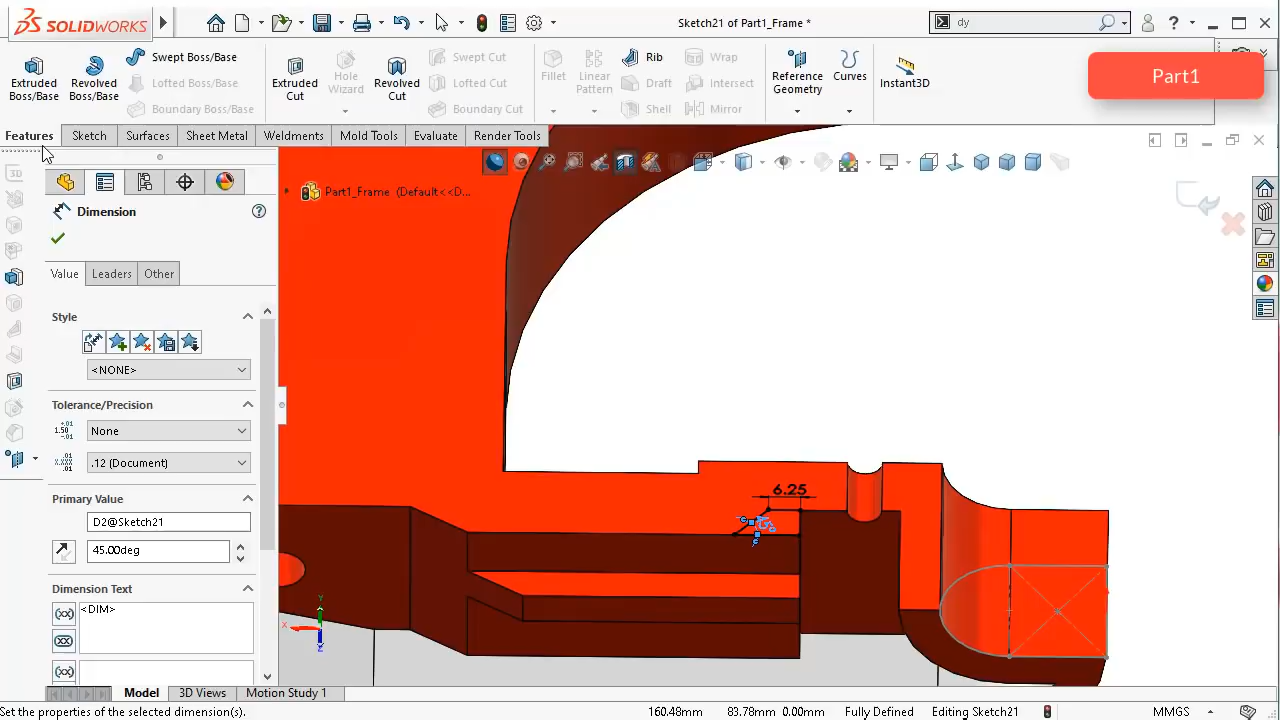 SOLIDWORKS
Sketch21 of Part1_Frame *
dy
Part1
Extruded Boss/Base
Revolved Boss/Base
Swept Boss/Base
Lofted Boss/Base
Boundary Boss/Base
Extruded Cut
Hole Wizard
Revolved Cut
Swept Cut
Lofted Cut
Boundary Cut
Fillet
Linear Pattern
Rib
Draft
Shell
Wrap
Intersect
Mirror
Reference Geometry
Curves
Instant3D
Features
Sketch
Surfaces
Sheet Metal
Weldments
Mold Tools
Evaluate
Render Tools
Part1_Frame (Default<<D...
Dimension
Value
Leaders
Other
Style
<NONE>
Tolerance/Precision
None
.12 (Document)
Primary Value
D2@Sketch21
45.00deg
Dimension Text
<DIM>
6.25
Y
X
Z
Model
3D Views
Motion Study 1
Set the properties of the selected dimension(s).
160.48mm
83.78mm 0.00mm
Fully Defined
Editing Sketch21
MMGS